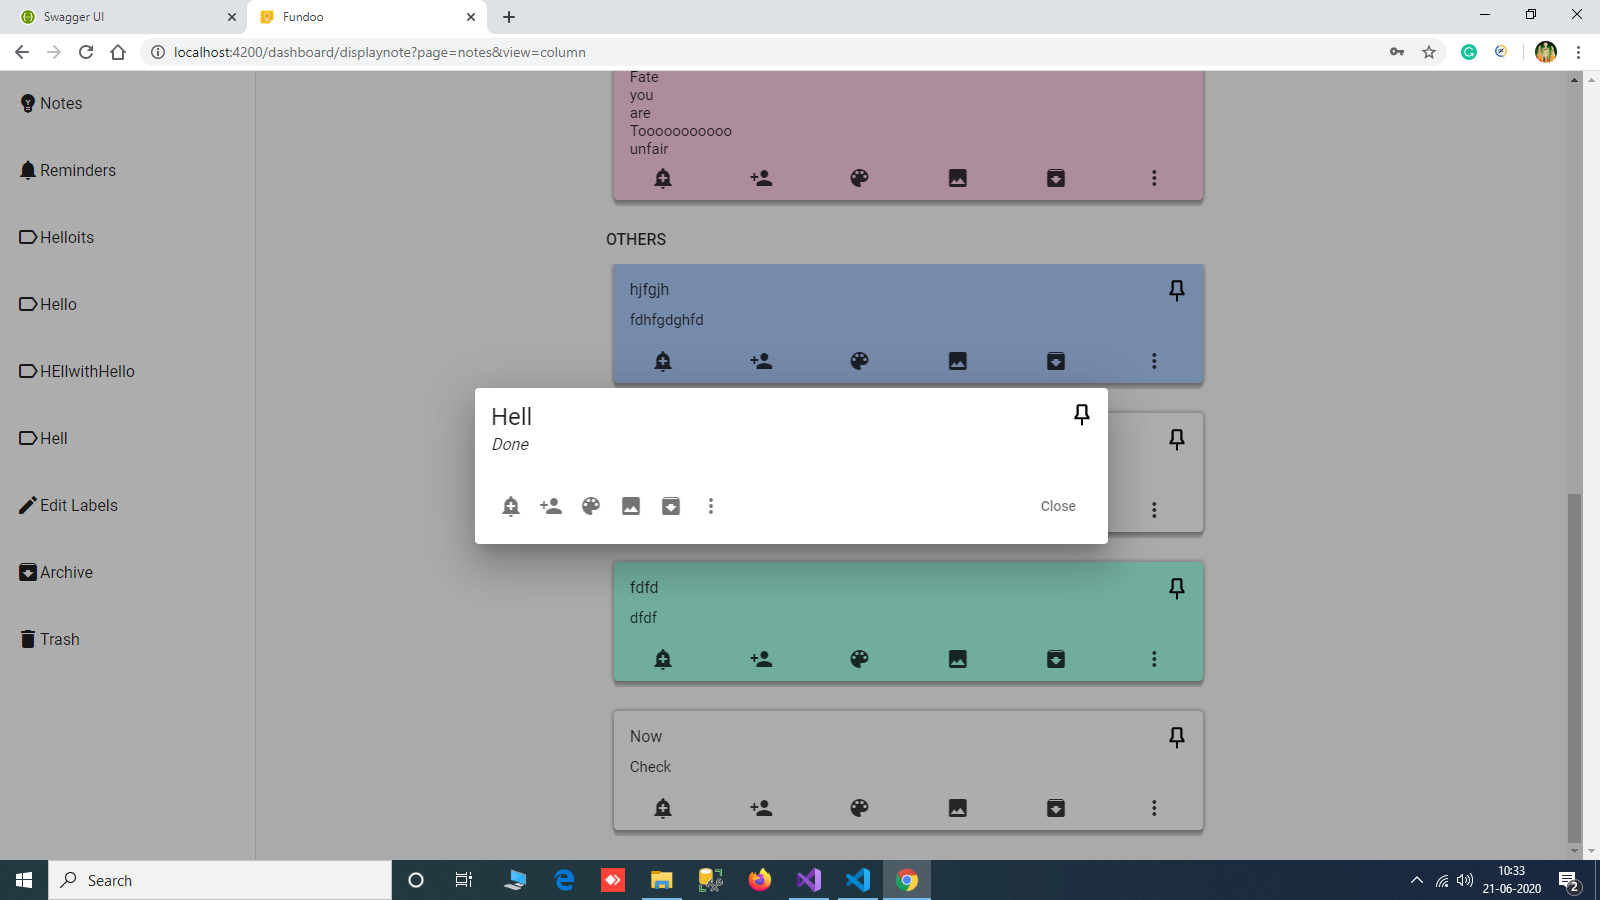 Swagger UI
Fundoo
localhost:4200/dashboard/displaynote?page=notes&view=column
Notes
Reminders
Helloits
Hello
HEllwithHello
Hell
Edit Labels
Archive
Trash
Fate
you
are
Tooooooooooo
unfair
OTHERS
hjfgjh
fdhfgdghfd
Hell
Done
Close
fdfd
dfdf
Now
Check
Search
10:33
21-06-2020
2